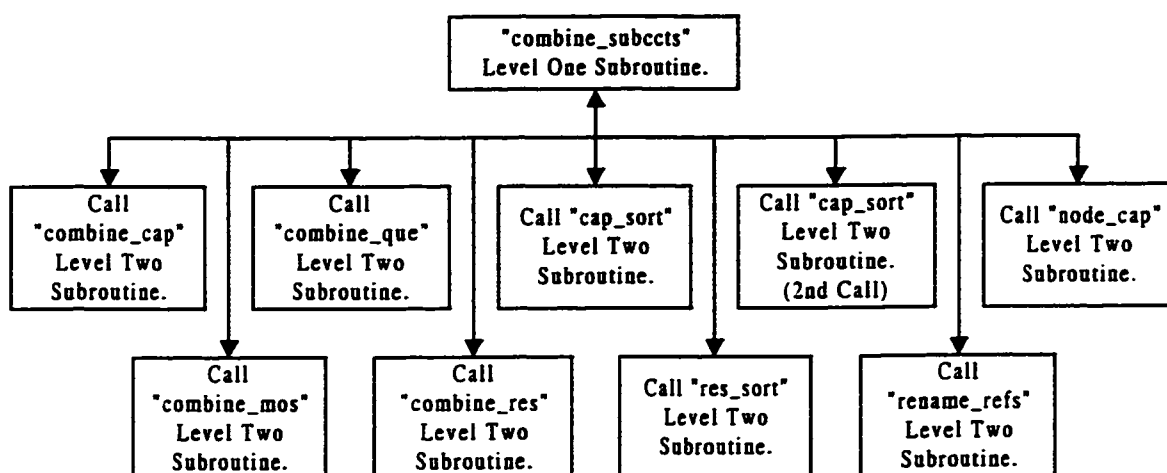 "combine_subccts"
Level One Subroutine.
Call
"combine_cap"
Level Two
Subroutine.
Call
"combine_que"
Level Two
Subroutine.
Call "cap_sort"
Level Two
Subroutine.
Call "cap_sort"
Level Two
Subroutine.
(2nd Call)
Call "node_cap"
Level Two
Subroutine.
Call
"combine_mos"
Level Two
Subroutine.
Call
"combine_res"
Level Two
Subroutine.
Call "res_sort"
Level Two
Subroutine.
Call
"rename_refs"
Level Two
Subroutine.